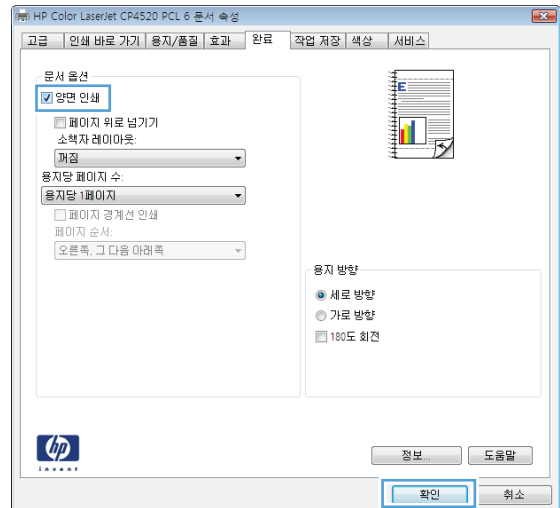 HP Color LaserJet CP4520 PCL 6 문서 속성
고급 인쇄 바로 가기 용지/품질 효과 완료 작업 저장 색상 서비스
문서 옵션
양면 인쇄
페이지 위로 넘기기
소책자 레이아웃:
꺼짐
용지당 페이지 수:
용지당 1페이지
페이지 경계선 인쇄
페이지 순서:
오른쪽, 그 다음 아래쪽
E
용지 방향
세로 방향
가로 방향
180도 회전
hp
invent
정보... 도움말
확인 취소